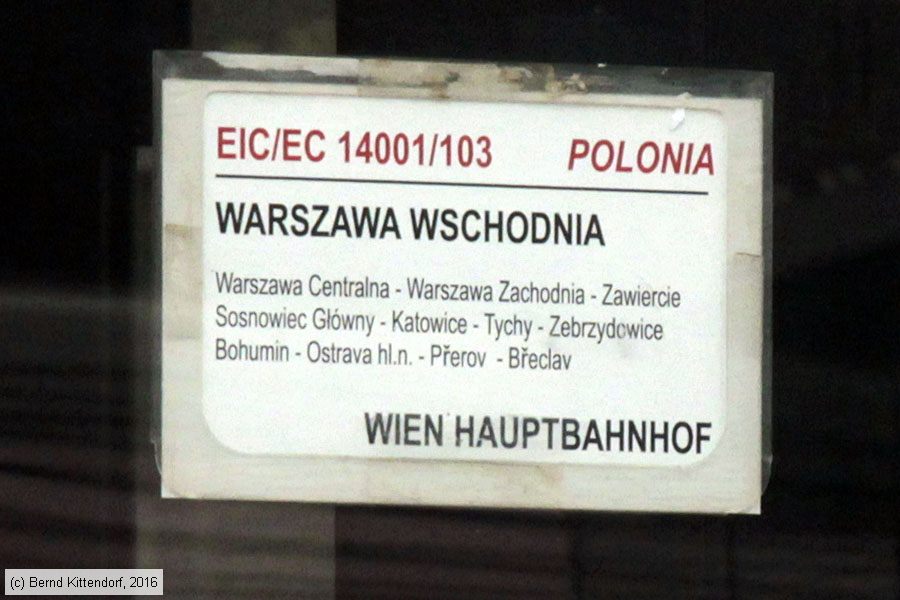 EIC/EC 14001/103 POLONIA
WARSZAWA WSCHODNIA
Warszawa Centralna - Warszawa Zachodnia - Zawiercie
Sosnowiec Główny - Katowice - Tychy - Zebrzydowice
Bohumin - Ostrava hl.n. - Přerov - Břeclav
WIEN HAUPTBAHNHOF
(c) Bernd Kittendorf, 2016